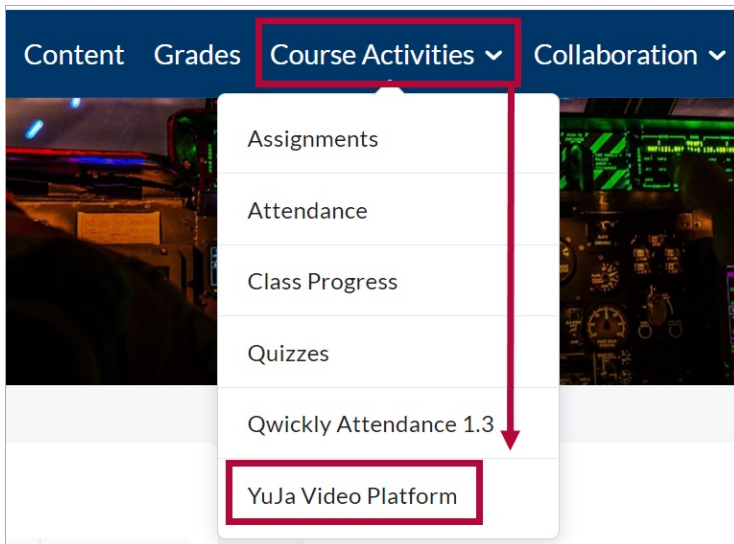 Content Grades Course Activities Collaboration
Assignments
Attendance
Class Progress
Quizzes
Qwickly Attendance 1.3
YuJa Video Platform